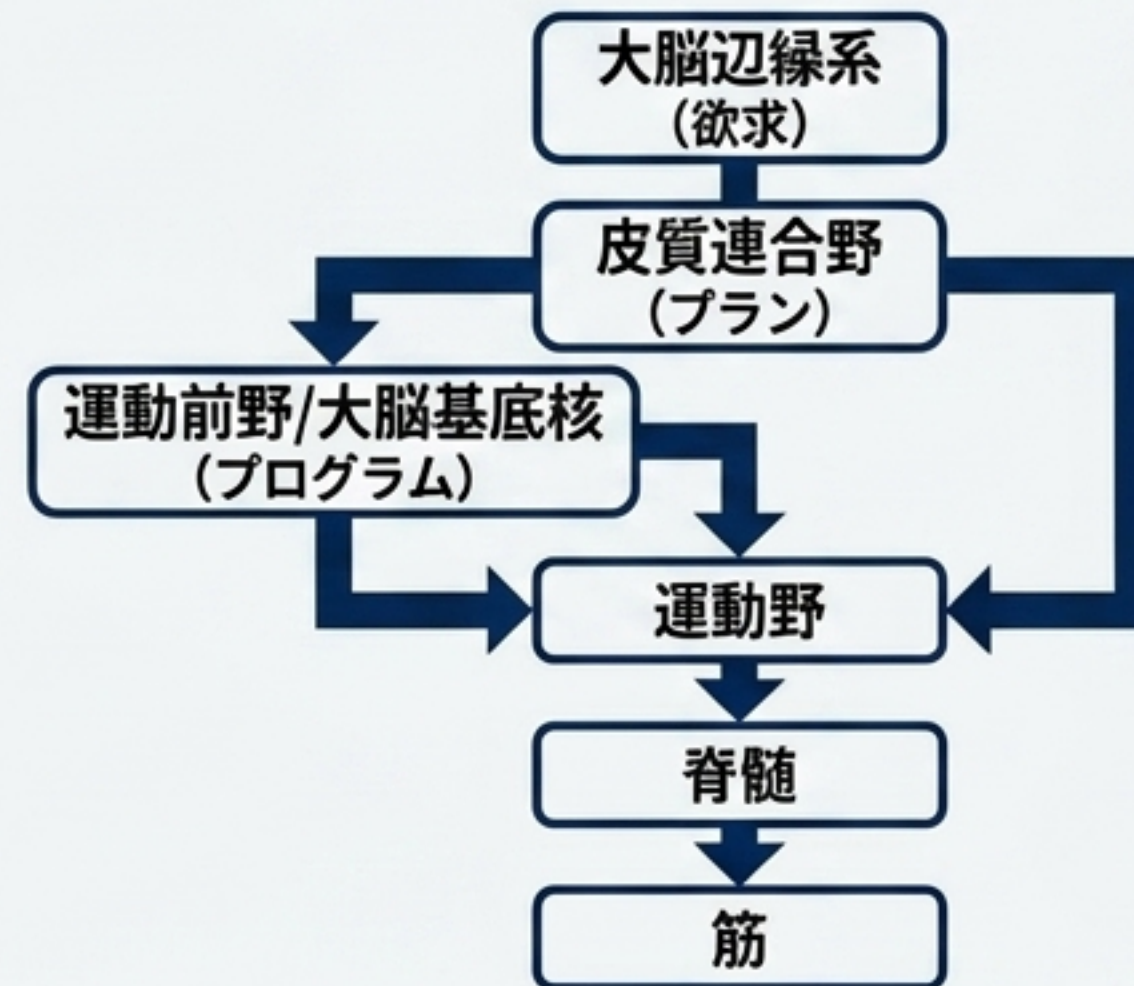 大脳辺縁系
(欲求)
皮質連合野
(プラン)
運動前野/大脳基底核
(プログラム)
運動野
脊髄
筋